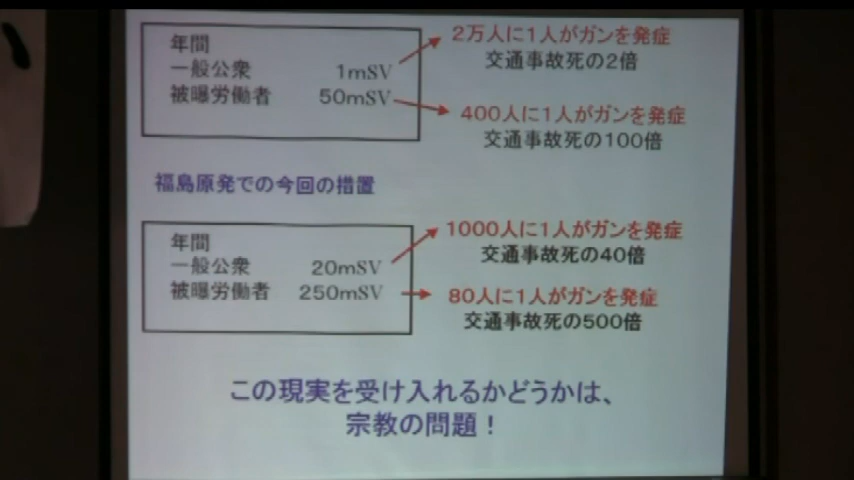 年間
一般公衆 1mSV
被曝労働者 50mSV
2万人に1人がガンを発症
交通事故死の2倍
400人に1人がガンを発症
交通事故死の100倍
福島原発での今回の措置
年間
一般公衆 20mSV
被曝労働者 250mSV
1000人に1人がガンを発症
交通事故死の40倍
80人に1人がガンを発症
交通事故死の500倍
この現実を受け入れるかどうかは、
宗教の問題！